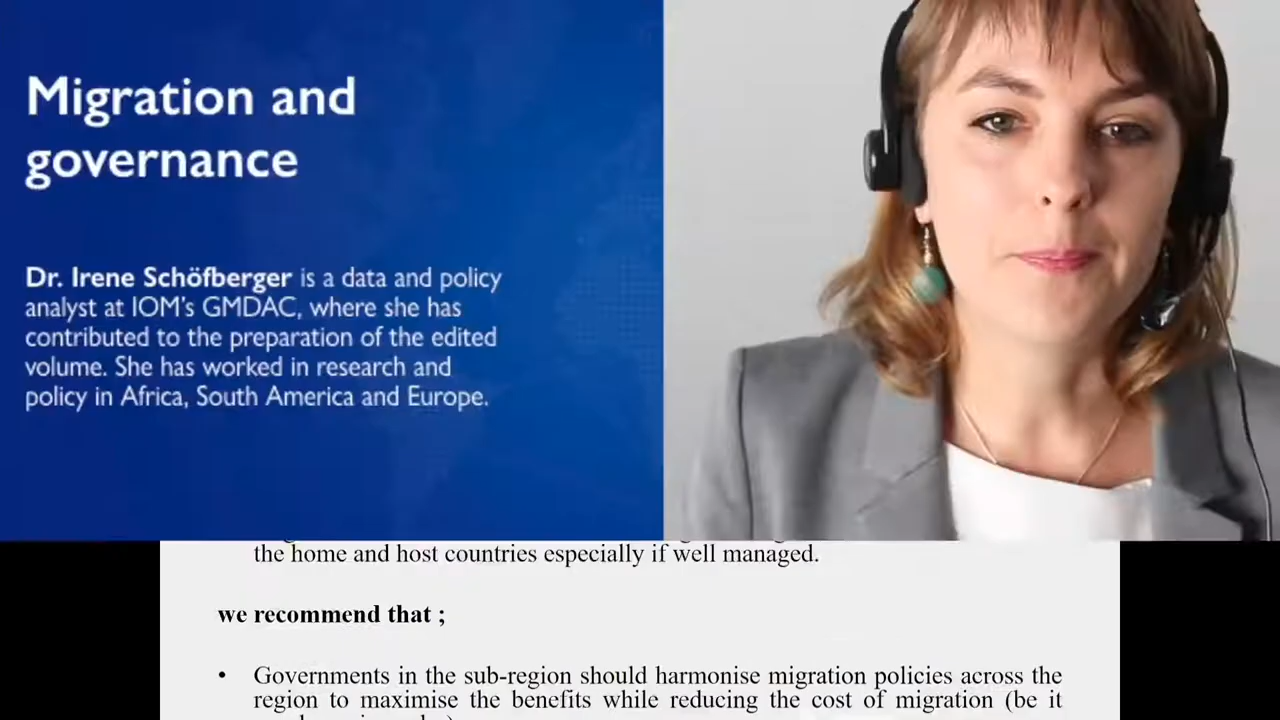 Migration and
governance
Dr. Irene Schöfberger is a data and policy
analyst at IOM's GMDAC, where she has
contributed to the preparation of the edited
volume. She has worked in research and
policy in Africa, South America and Europe.
the home and host countries especially if well managed.
we recommend that ;
• Governments in the sub-region should harmonise migration policies across the
region to maximise the benefits while reducing the cost of migration (be it